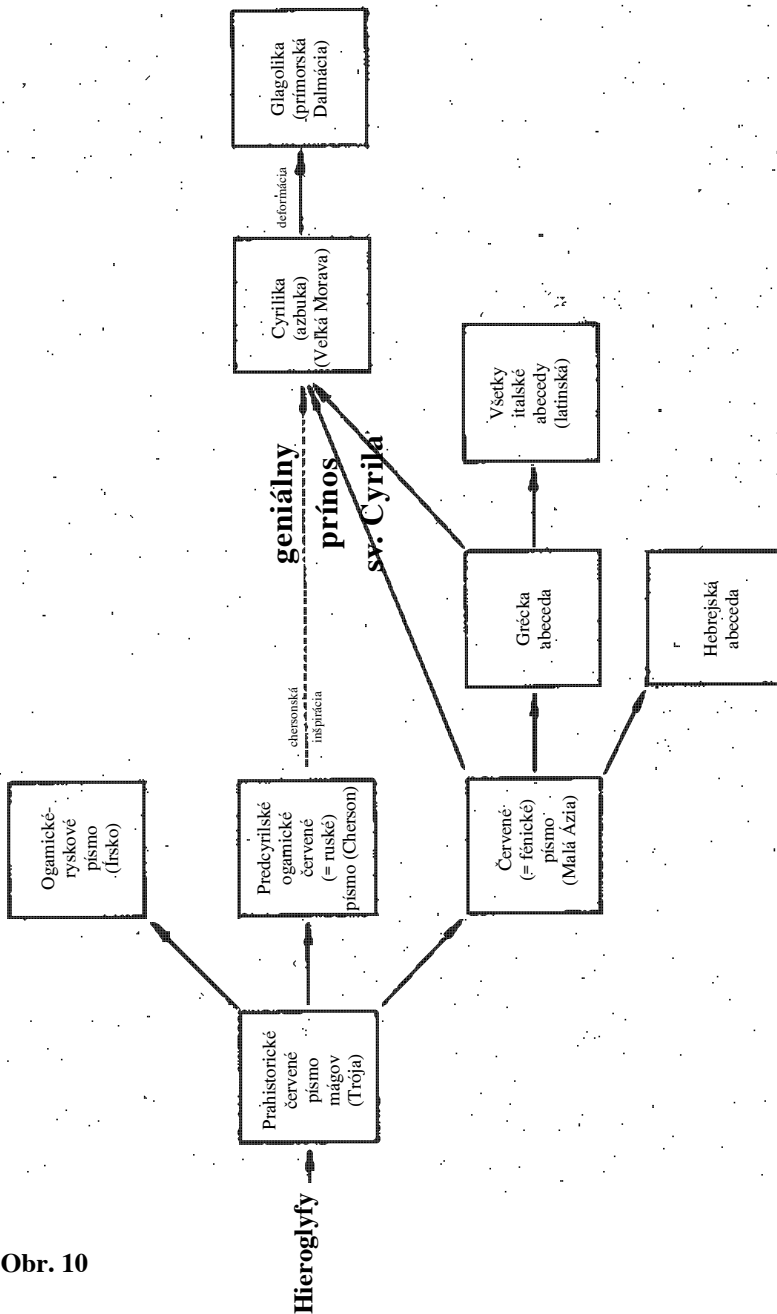 Obr. 10
Hieroglyfy
Prahistorické
červené
písmo
mágov
(Trója)
Ogamické-
ryskové
písmo
(Írsko)
Predcyrilské
ogamické
červené
(= ruské)
písmo (Cherson)
Červené
(= fénické)
písmo
(Malá Ázia)
chersonská
inšpirácia
geniálny
prínos
sv. Cyrila
Grécka
abeceda
Hebrejská
abeceda
Cyrilika
(azbuka)
(Veľká Morava)
Všetky
italské
abecedy
(latinská)
deformácia
Glagolika
(prímorská
Dalmácia)